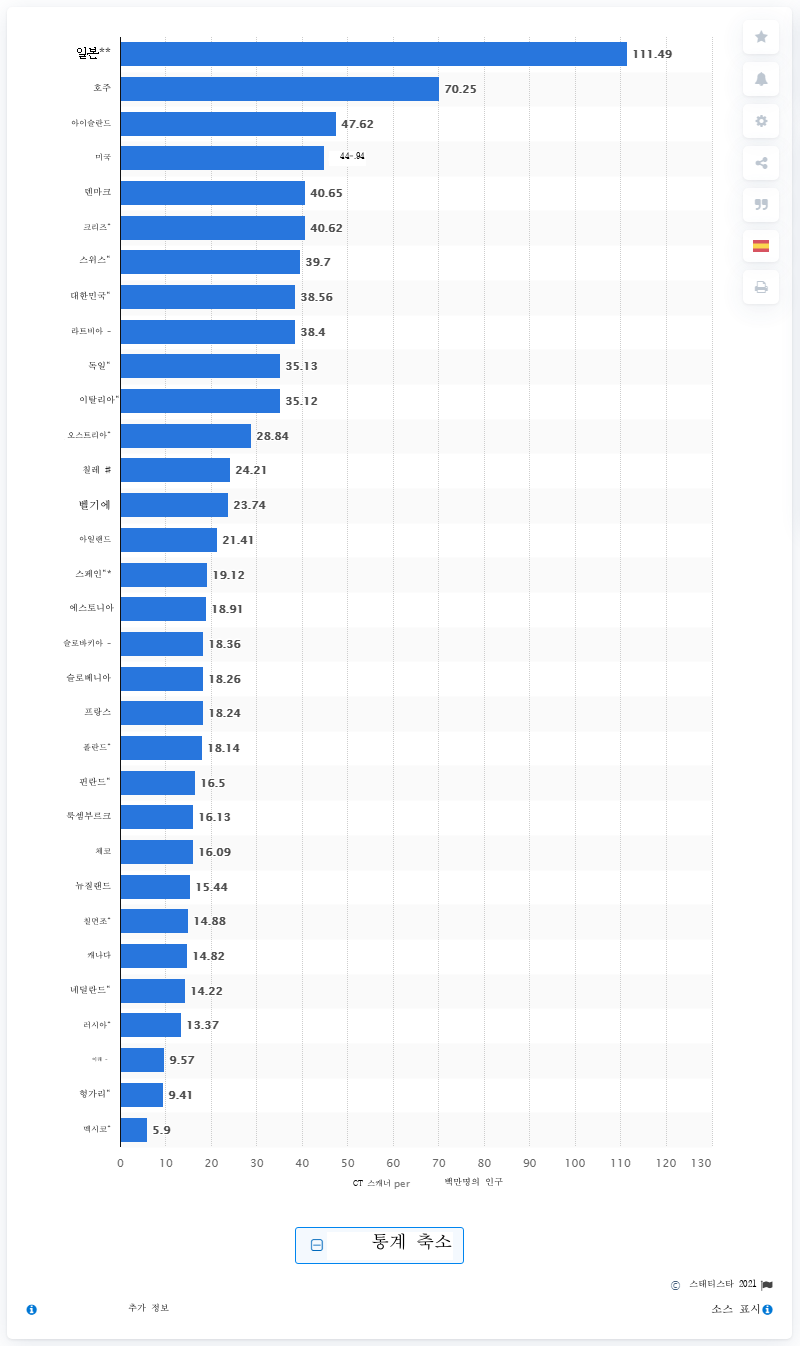 일본** 111.49
호주 70.25
아이슬란드 47.62
미국 44-.94
덴마크 40.65
크리즈* 40.62
스위스* 39.7
대한민국* 38.56
라트비아 - 38.4
독일* 35.13
이탈리아* 35.12
오스트리아* 28.84
칠레 # 24.21
벨기에 23.74
아일랜드 21.41
스페인** 19.12
에스토니아 18.91
슬로바키아 - 18.36
슬로베니아 18.26
프랑스 18.24
폴란드* 18.14
핀란드* 16.5
룩셈부르크 16.13
체코 16.09
뉴질랜드 15.44
14.88
캐나다 14.82
네덜란드* 14.22
러시아* 13.37
9.57
헝가리* 9.41
멕시코* 5.9
0 10 20 30 40 50 60 70 80 90 100 110 120 130
CT 스캐너 per 백만명의 인구
통계 축소
© 스태티스타 2021
추가 정보 소스 표시